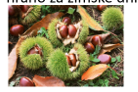 hrano za zimske dni